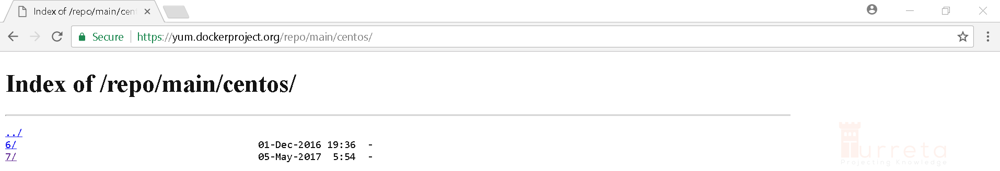 Index of /repo/main/cent
Secure https://yum.dockerproject.org/repo/main/centos/
Index of /repo/main/centos/
../
6/ 01-Dec-2016 19:36 -
7/ 05-May-2017 5:54 -
Turreta
Projecting Knowledge